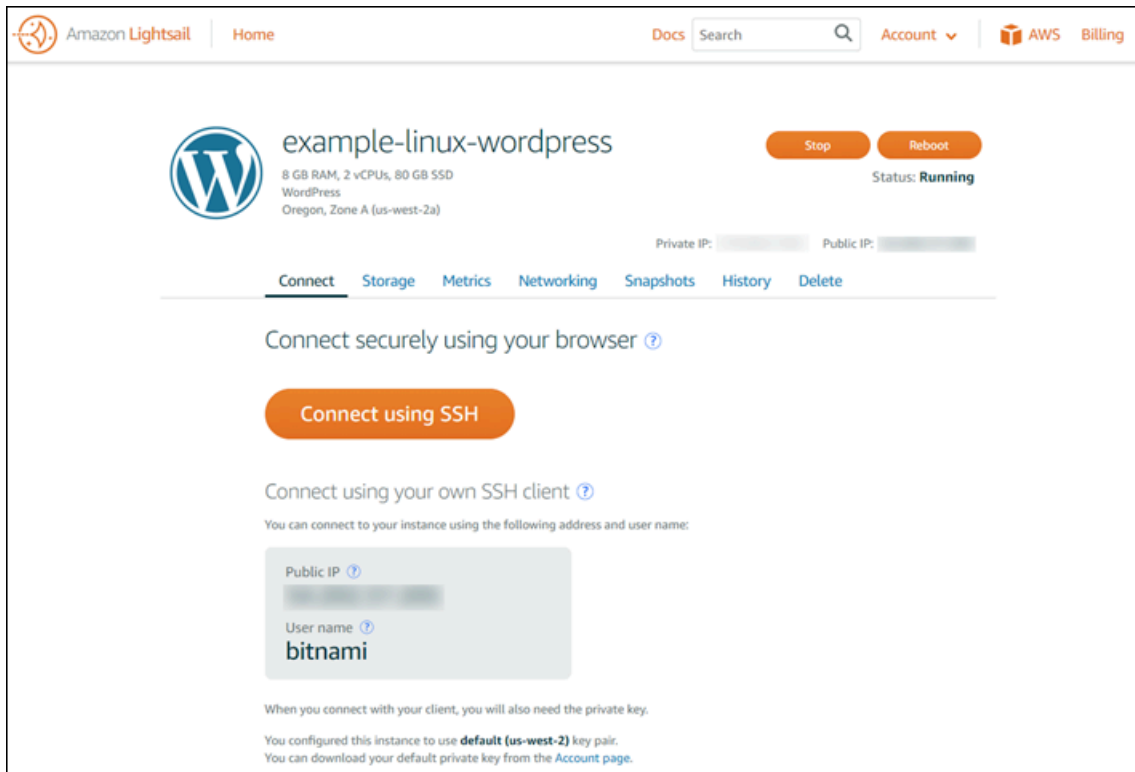 Amazon Lightsail Home Docs Search Account AWS Billing
example-linux-wordpress
Stop Reboot
8 GB RAM, 2 vCPUs, 80 GB SSD
Status: Running
WordPress
Oregon, Zone A (us-west-2a)
Private IP: Public IP:
Connect Storage Metrics Networking Snapshots History Delete
Connect securely using your browser ?
Connect using SSH
Connect using your own SSH client ?
You can connect to your instance using the following address and user name:
Public IP ?
User name ?
bitnami
When you connect with your client, you will also need the private key.
You configured this instance to use default (us-west-2) key pair.
You can download your default private key from the Account page.